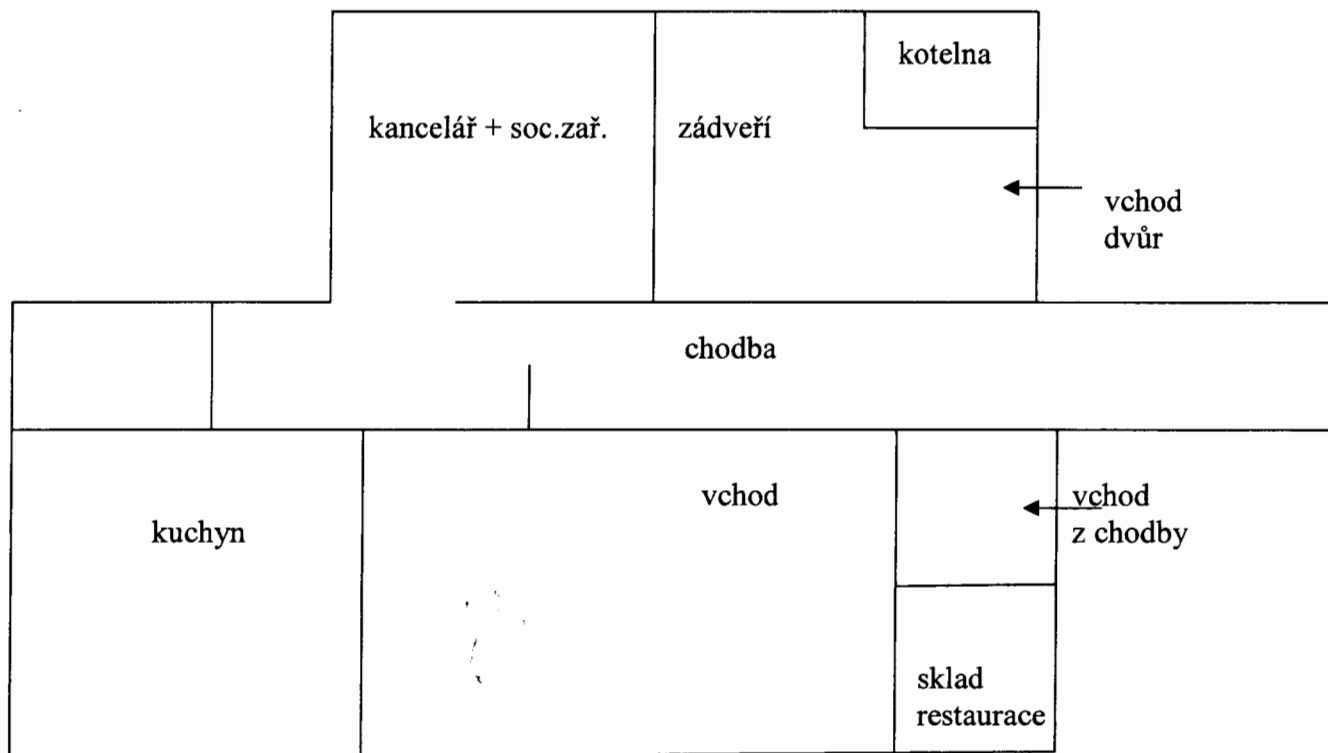 kotelna
kancelář + soc.zař.
zádveří
vchod
dvůr
chodba
vchod
vchod
z chodby
kuchyn
sklad
restaurace